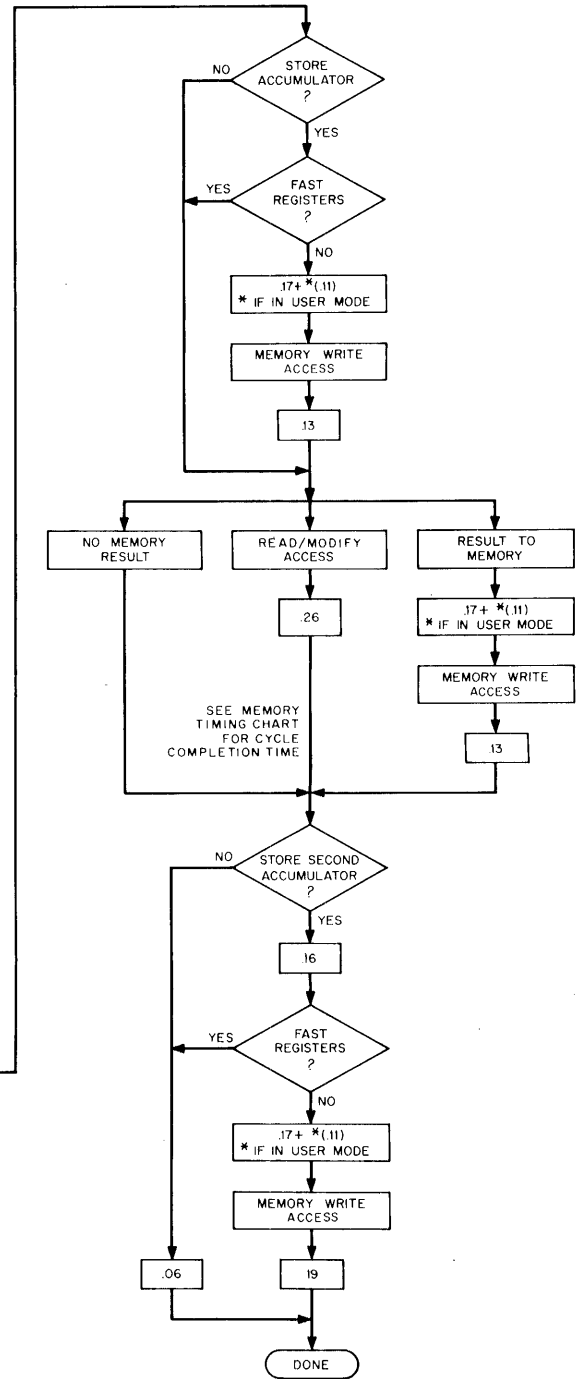 STORE
ACCUMULATOR
?
NO
YES
FAST
REGISTERS
?
YES
NO
.17+ *(.11)
* IF IN USER MODE
MEMORY WRITE
ACCESS
.13
NO MEMORY
RESULT
READ/MODIFY
ACCESS
RESULT TO
MEMORY
.26
.17+ *(.11)
* IF IN USER MODE
MEMORY WRITE
ACCESS
.13
SEE MEMORY
TIMING CHART
FOR CYCLE
COMPLETION TIME
NO
STORE SECOND
ACCUMULATOR
?
YES
.16
YES
FAST
REGISTERS
?
NO
.17+ *(.11)
* IF IN USER MODE
MEMORY WRITE
ACCESS
.06
.19
DONE